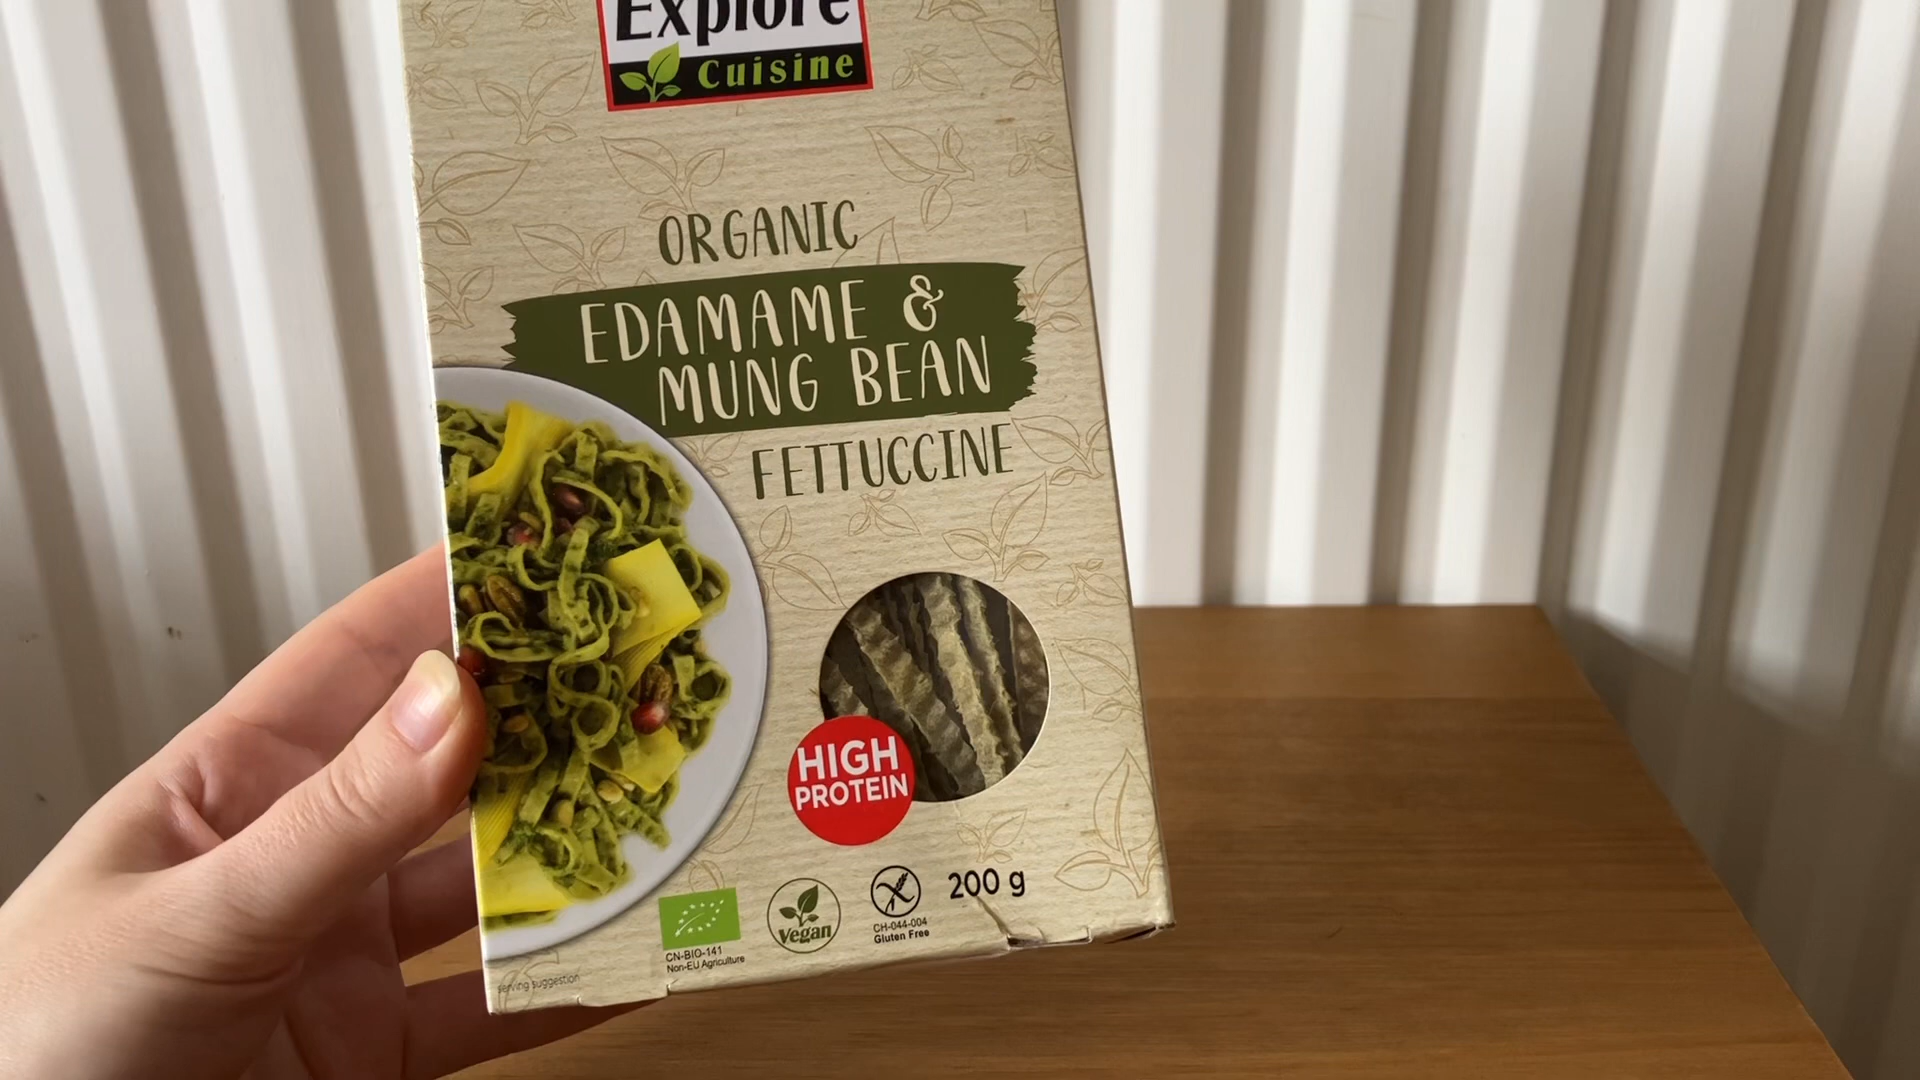 Explore
Cuisine
ORGANIC
EDAMAME &
MUNG BEAN
FETTUCCINE
HIGH
PROTEIN
200 g
Vegan
CH-044-004
Gluten Free
CN-BIO-141
Non-EU Agriculture
serving suggestion